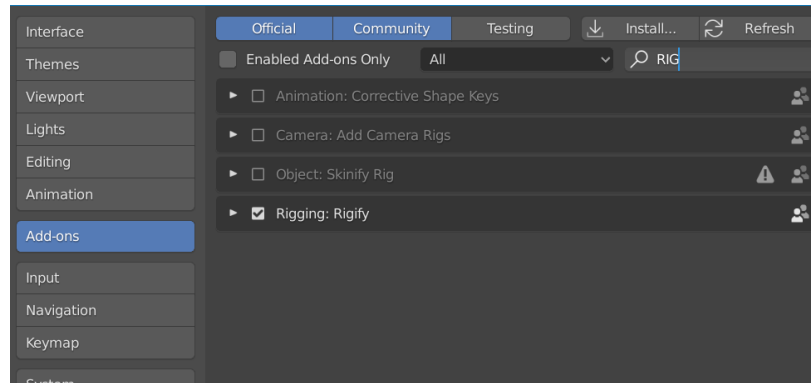 Interface
Themes
Viewport
Lights
Editing
Animation
Add-ons
Input
Navigation
Keymap
System
Official Community Testing Install... Refresh
Enabled Add-ons Only All RIG
Animation: Corrective Shape Keys
Camera: Add Camera Rigs
Object: Skinify Rig
Rigging: Rigify